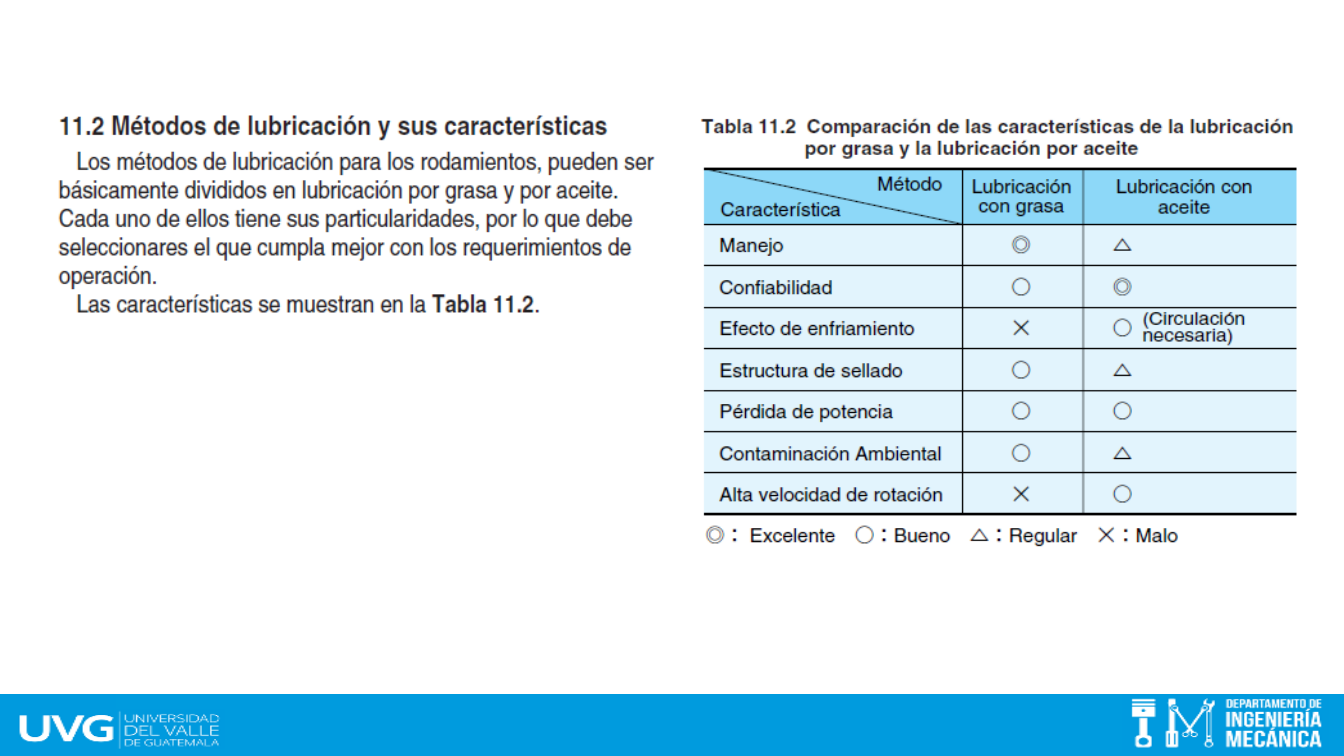 11.2 Métodos de lubricación y sus características
Los métodos de lubricación para los rodamientos, pueden ser
básicamente divididos en lubricación por grasa y por aceite.
Cada uno de ellos tiene sus particularidades, por lo que debe
seleccionares el que cumpla mejor con los requerimientos de
operación.
Las características se muestran en la Tabla 11.2.
Tabla 11.2 Comparación de las características de la lubricación
por grasa y la lubricación por aceite
Método
Característica
Lubricación
con grasa
Lubricación con
aceite
Manejo ◎ △
Confiabilidad ○ ◎
Efecto de enfriamiento × ○ (Circulación
necesaria)
Estructura de sellado ○ △
Pérdida de potencia ○ ○
Contaminación Ambiental ○ △
Alta velocidad de rotación × ○
◎ : Excelente ○ : Bueno △ : Regular × : Malo
UVG
UNIVERSIDAD
DEL VALLE
DE GUATEMALA
DEPARTAMENTO DE
INGENIERÍA
MECÁNICA